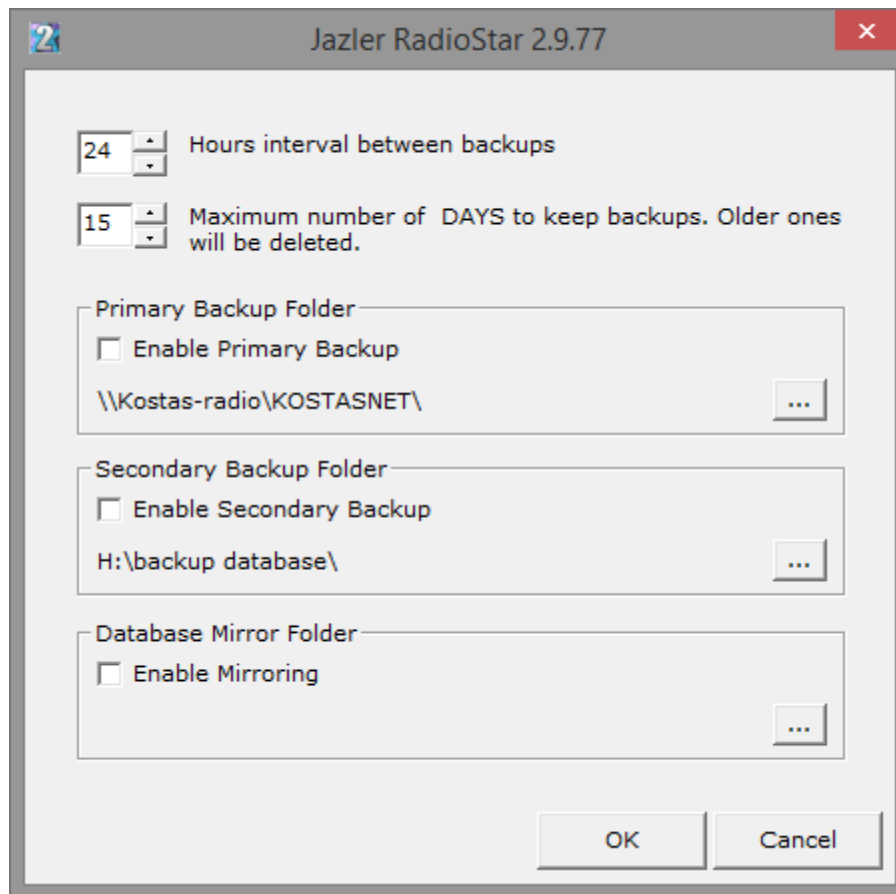 2
Jazler RadioStar 2.9.77
24
Hours interval between backups
15
Maximum number of  DAYS to keep backups. Older ones
will be deleted.
Primary Backup Folder
Enable Primary Backup
\\Kostas-radio\KOSTASNET\
...
Secondary Backup Folder
Enable Secondary Backup
H:\backup database\
...
Database Mirror Folder
Enable Mirroring
...
OK
Cancel